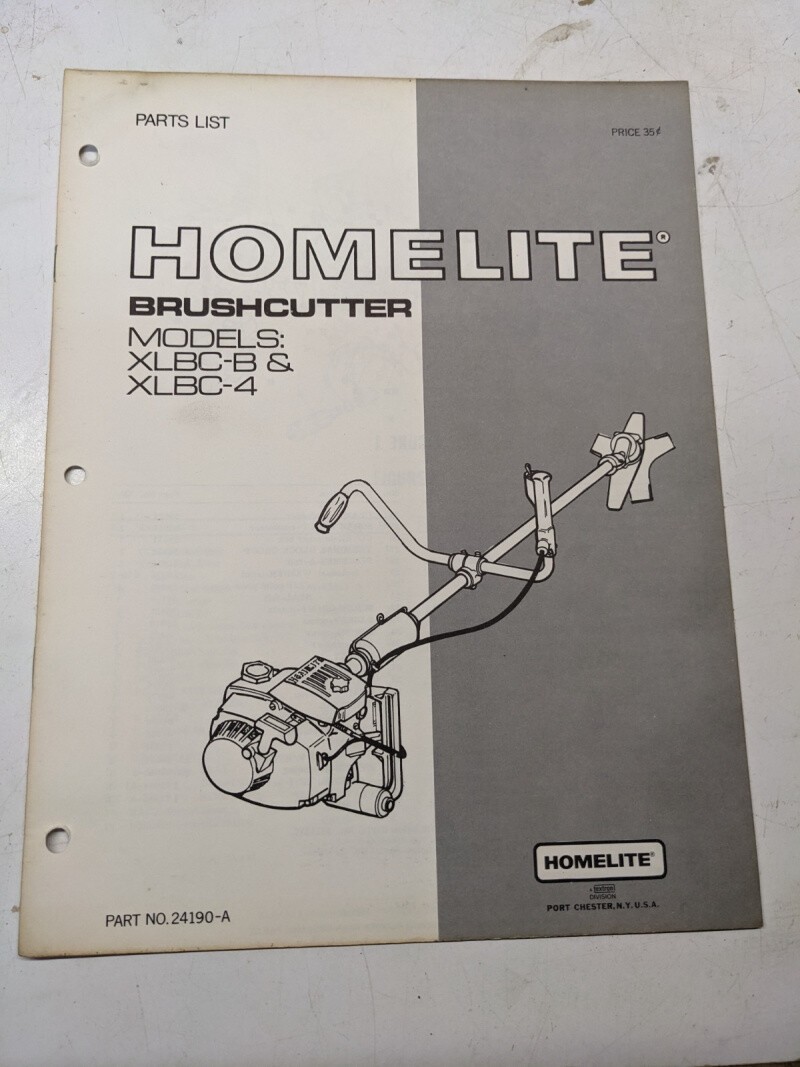 PARTS LIST
PRICE 35¢
HOMELITE®
BRUSHCUTTER
MODELS:
XLBC-B &
XLBC-4
HOMELITE®
DIVISION
PORT CHESTER, N.Y. U.S.A.
PART NO. 24190-A